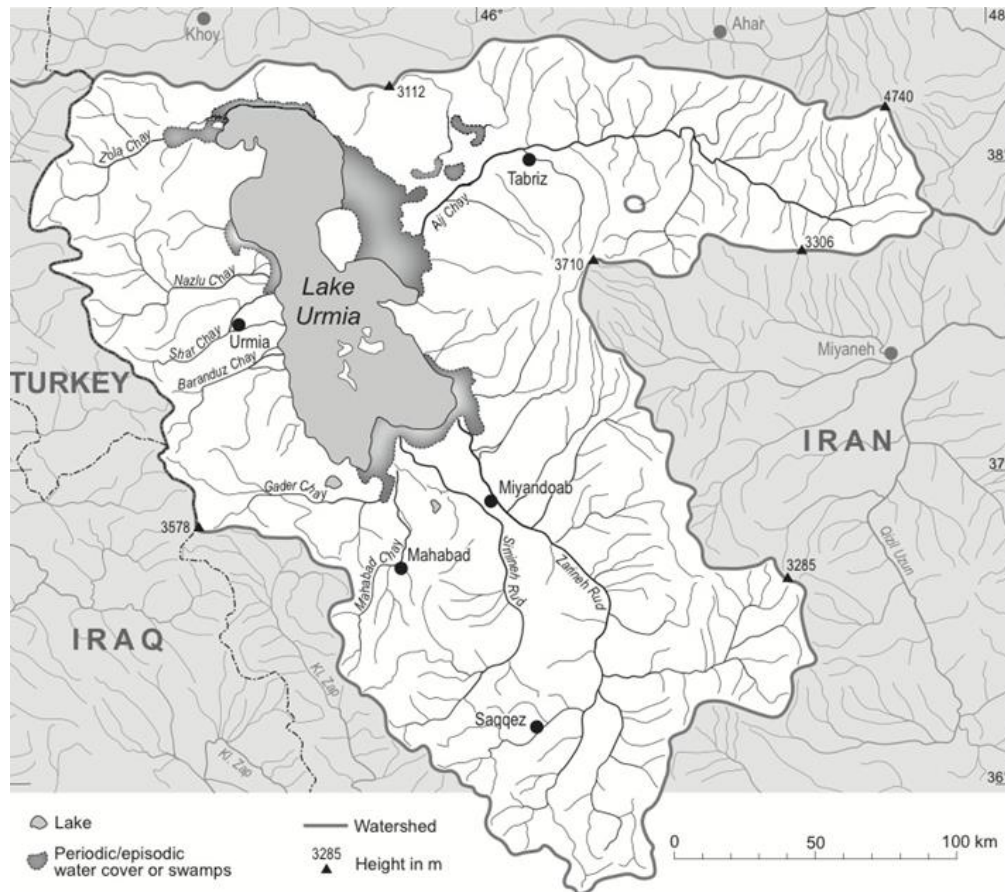 46°
48
Khoy
Ahar
3112
4740
Zola Chay
38
Tabriz
Aji Chay
3306
3710
Nazlu Chay
Lake
Urmia
Shar Chay
Urmia
Miyaneh
Baranduz Chay
TURKEY
IRAN
37
Gader Chay
Miyandoab
3578
Qizil Uzun
Mahabad Chay
Mahabad
Simineh Rud
Zarineh Rud
3285
IRAQ
Kl. Zap
Saqqez
Kl. Zap
36
Lake
Watershed
Periodic/episodic
water cover or swamps
3285
Height in m
0 50 100 km